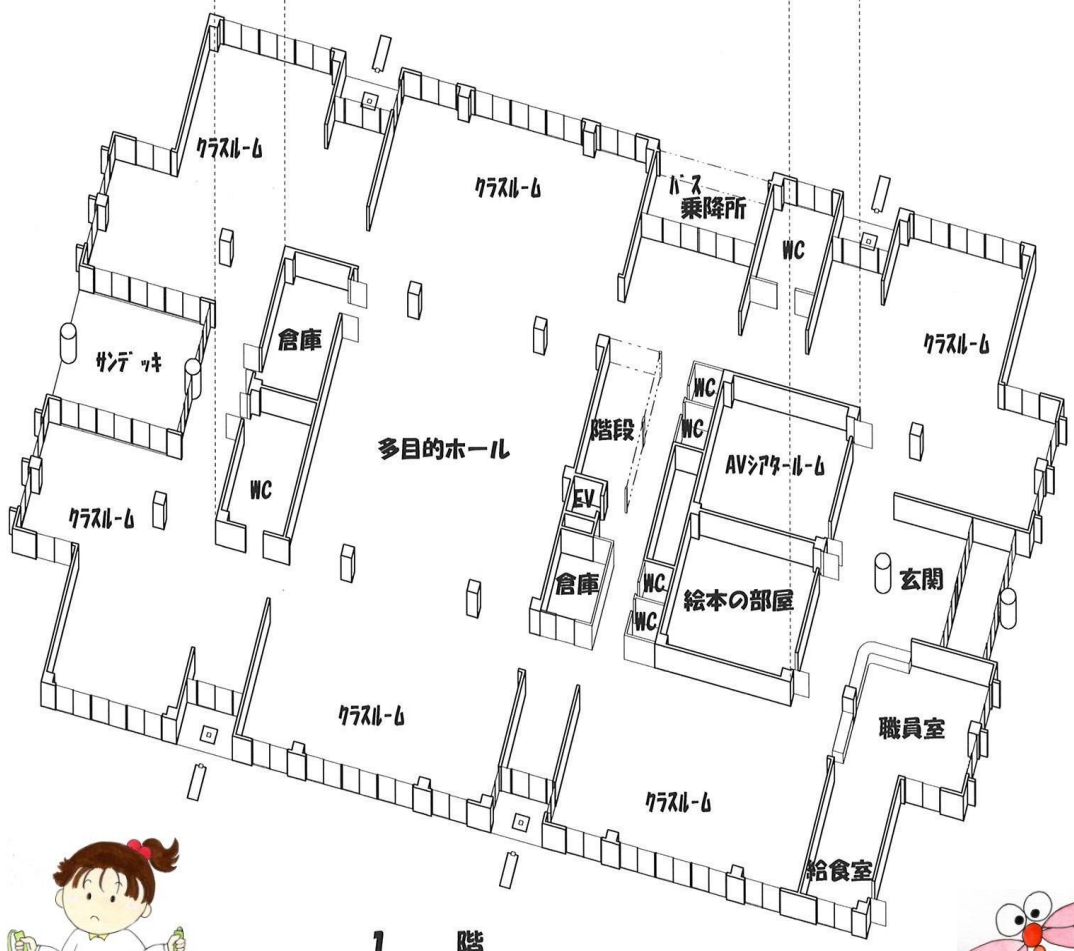 クラスルーム
クラスルーム
バス
乗降所
WC
クラスルーム
倉庫
サンデッキ
階段
WC
WC
多目的ホール
AVシアタールーム
WC
EV
クラスルーム
倉庫
WC
絵本の部屋
WC
玄関
クラスルーム
職員室
クラスルーム
給食室
1 階